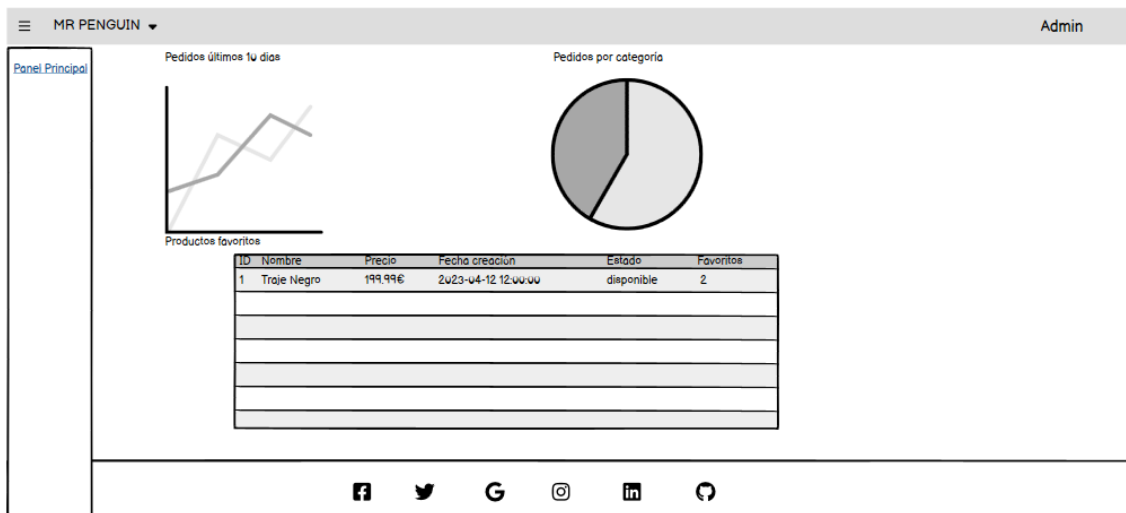 MR PENGUIN
Admin
Panel Principal
Pedidos últimos 10 dias
Pedidos por categoría
Productos favoritos
ID Nombre Precio Fecha creación Estado Favoritos
1 Traje Negro 199.99€ 2023-04-12 12:00:00 disponible 2